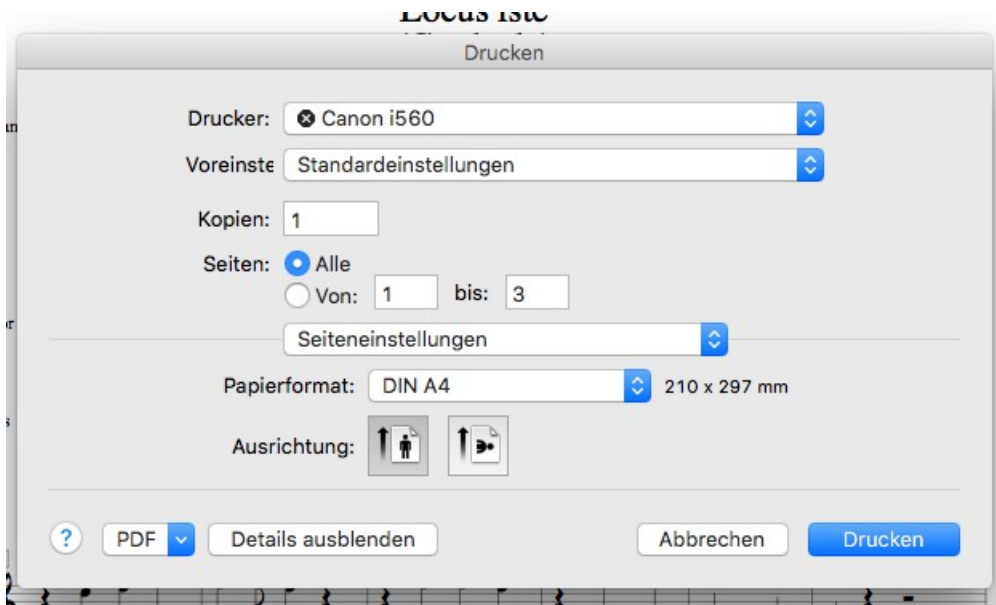 Locus Iste
Drucken
Drucker: Canon i560
Voreinste Standardeinstellungen
Kopien: 1
Seiten: Alle
Von: 1 bis: 3
Seiteneinstellungen
Papierformat: DIN A4 210 x 297 mm
Ausrichtung:
? PDF Details ausblenden Abbrechen Drucken